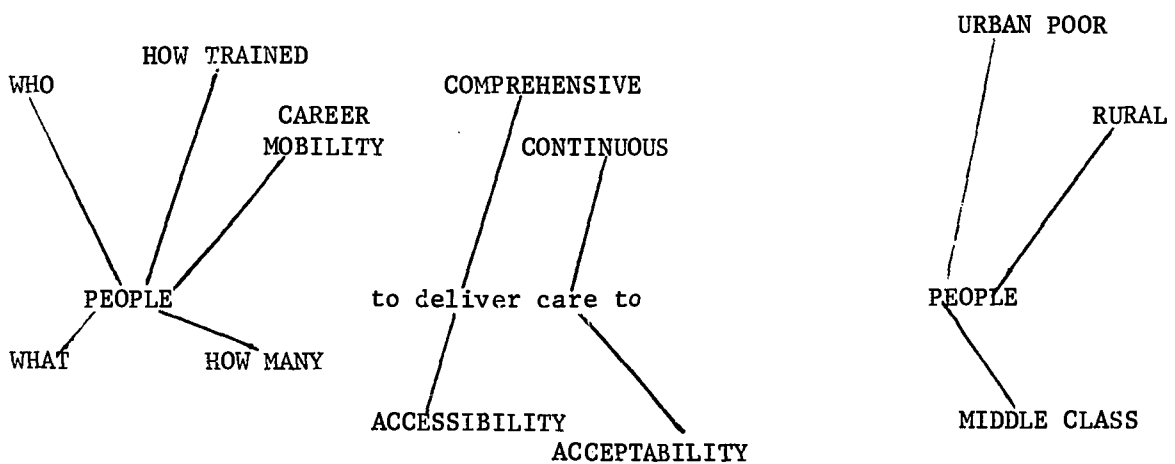 URBAN POOR
HOW TRAINED
WHO
COMPREHENSIVE
CAREER
MOBILITY
RURAL
CONTINUOUS
PEOPLE to deliver care to PEOPLE
WHAT
HOW MANY
ACCESSIBILITY
MIDDLE CLASS
ACCEPTABILITY